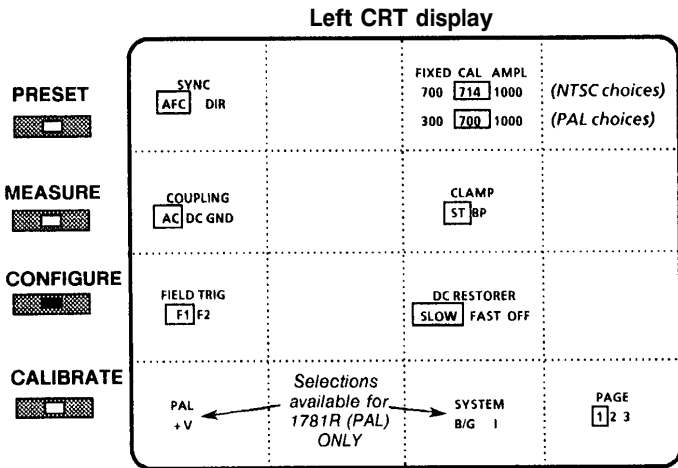 Left CRT display
PRESET
MEASURE
CONFIGURE
CALIBRATE
SYNC
AFC DIR
FIXED CAL AMPL
700 714 1000 (NTSC choices)
300 700 1000 (PAL choices)
COUPLING
AC DC GND
CLAMP
ST BP
FIELD TRIG
F1 F2
DC RESTORER
SLOW FAST OFF
PAL
+V
Selections
available for
1781R (PAL)
ONLY
SYSTEM
B/G I
PAGE
1 2 3